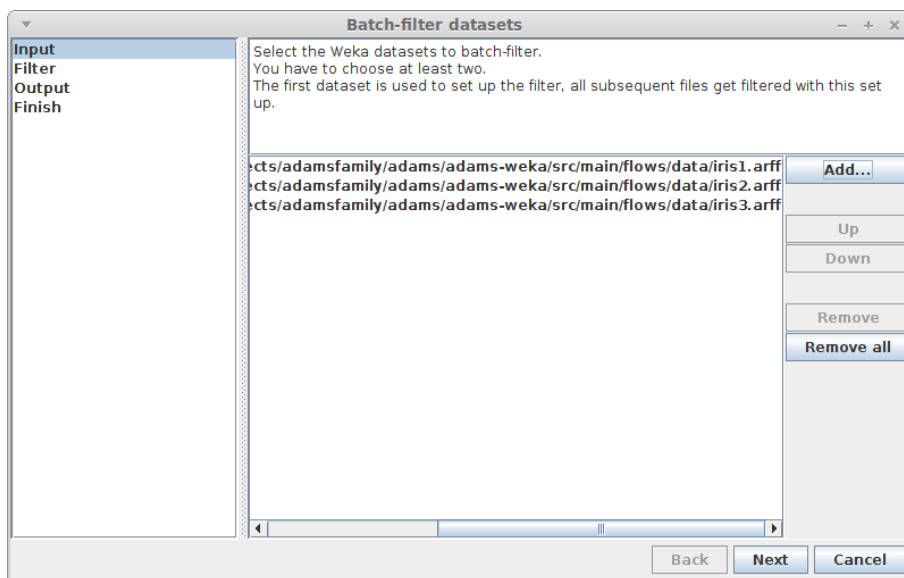 Batch-filter datasets
Input
Filter
Output
Finish
Select the Weka datasets to batch-filter.
You have to choose at least two.
The first dataset is used to set up the filter, all subsequent files get filtered with this set
up.
ects/adamsfamily/adams/adams-weka/src/main/flows/data/iris1.arff
ects/adamsfamily/adams/adams-weka/src/main/flows/data/iris2.arff
ects/adamsfamily/adams/adams-weka/src/main/flows/data/iris3.arff
Add...
Up
Down
Remove
Remove all
Back
Next
Cancel